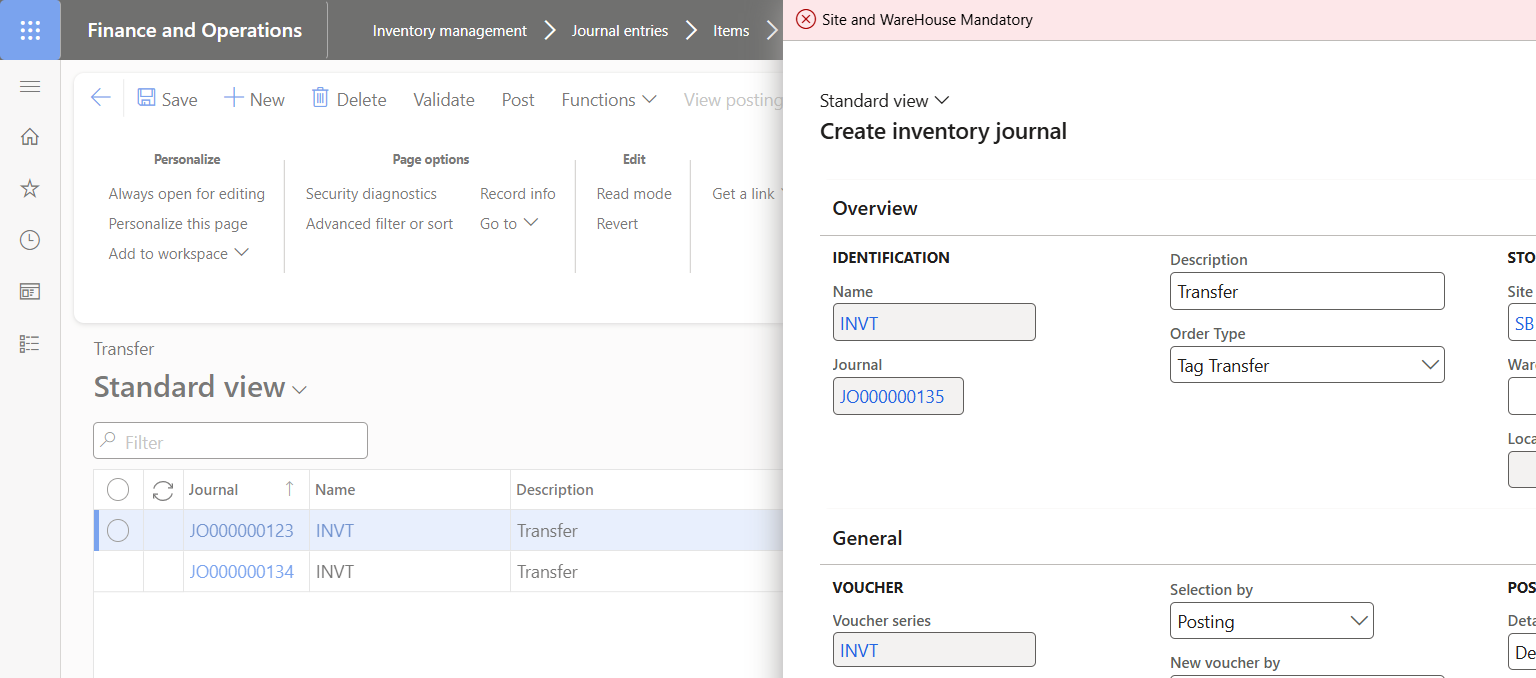 Finance and Operations
Inventory management
Journal entries
Items
Site and WareHouse Mandatory
Save
New
Delete
Validate
Post
Functions
View posting
Personalize
Always open for editing
Personalize this page
Add to workspace
Page options
Security diagnostics
Record info
Advanced filter or sort
Go to
Edit
Read mode
Revert
Get a link
Transfer
Standard view
Filter
Journal Name Description
JO000000123 INVT Transfer
JO000000134 INVT Transfer
Standard view
Create inventory journal
Overview
IDENTIFICATION
Name
INVT
Journal
JO000000135
Description
Transfer
Order Type
Tag Transfer
STO
Site
SB
War
Loca
General
VOUCHER
Voucher series
INVT
Selection by
Posting
New voucher by
POS
Deta
De